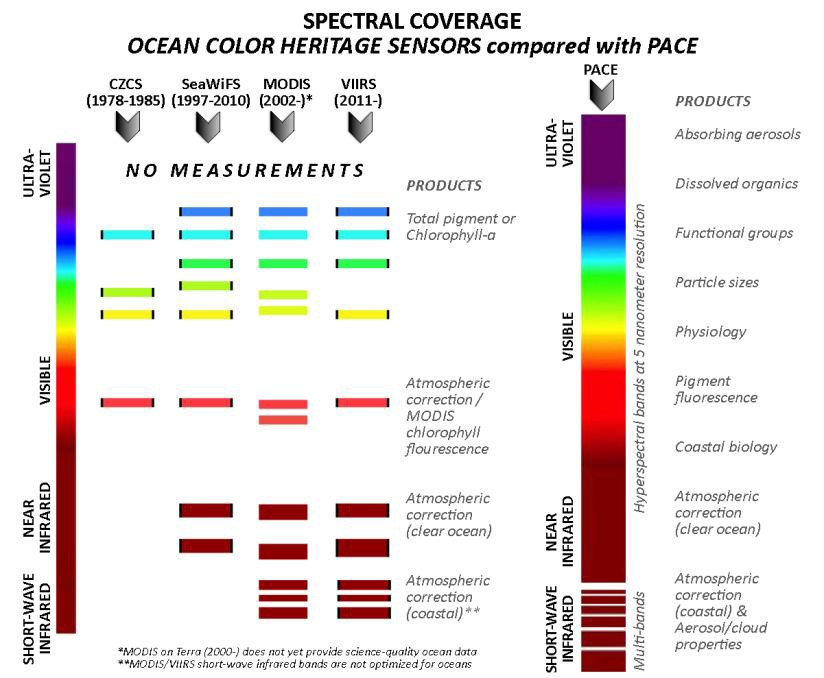 SPECTRAL COVERAGE
OCEAN COLOR HERITAGE SENSORS compared with PACE
CZCS
(1978-1985)
SeaWiFS
(1997-2010)
MODIS
(2002-)*
VIIRS
(2011-)
ULTRA-
VIOLET
VISIBLE
NEAR
INFRARED
SHORT-WAVE
INFRARED
NO MEASUREMENTS
PRODUCTS
Total pigment or
Chlorophyll-a
Atmospheric
correction /
MODIS
chlorophyll
flourescence
Atmospheric
correction
(clear ocean)
Atmospheric
correction
(coastal)**
*MODIS on Terra (2000-) does not yet provide science-quality ocean data
**MODIS/VIIRS short-wave infrared bands are not optimized for oceans
PACE
ULTRA-
VIOLET
VISIBLE
NEAR
INFRARED
SHORT-WAVE
INFRARED
Hyperspectral bands at 5 nanometer resolution
Multi-bands
PRODUCTS
Absorbing aerosols
Dissolved organics
Functional groups
Particle sizes
Physiology
Pigment
fluorescence
Coastal biology
Atmospheric
correction
(clear ocean)
Atmospheric
correction
(coastal) &
Aerosol/cloud
properties